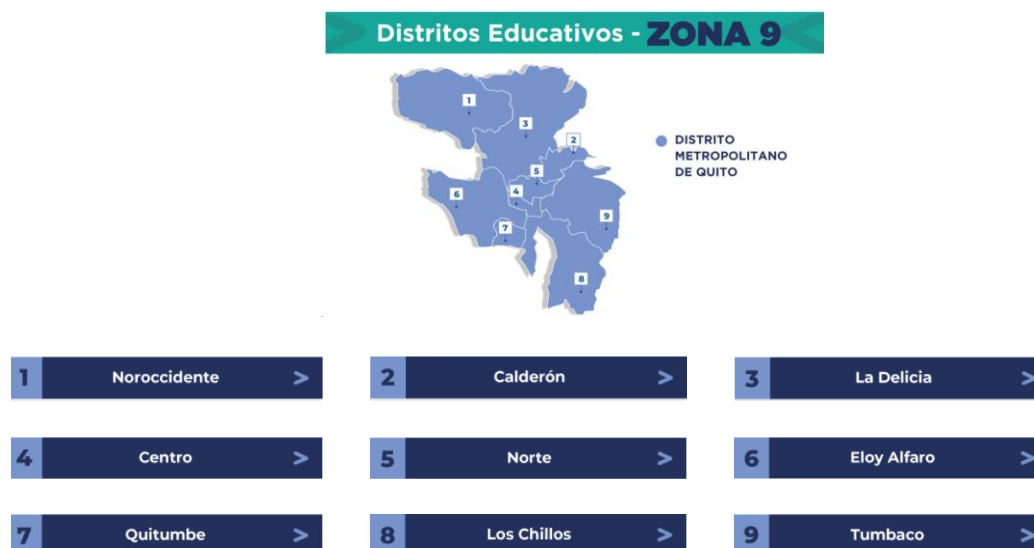 Distritos Educativos - ZONA 9
1
3
2
DISTRITO
METROPOLITANO
DE QUITO
5
4
6
9
7
8
1 Noroccidente >
2 Calderón >
3 La Delicia >
4 Centro >
5 Norte >
6 Eloy Alfaro >
7 Quitumbe >
8 Los Chillos >
9 Tumbaco >